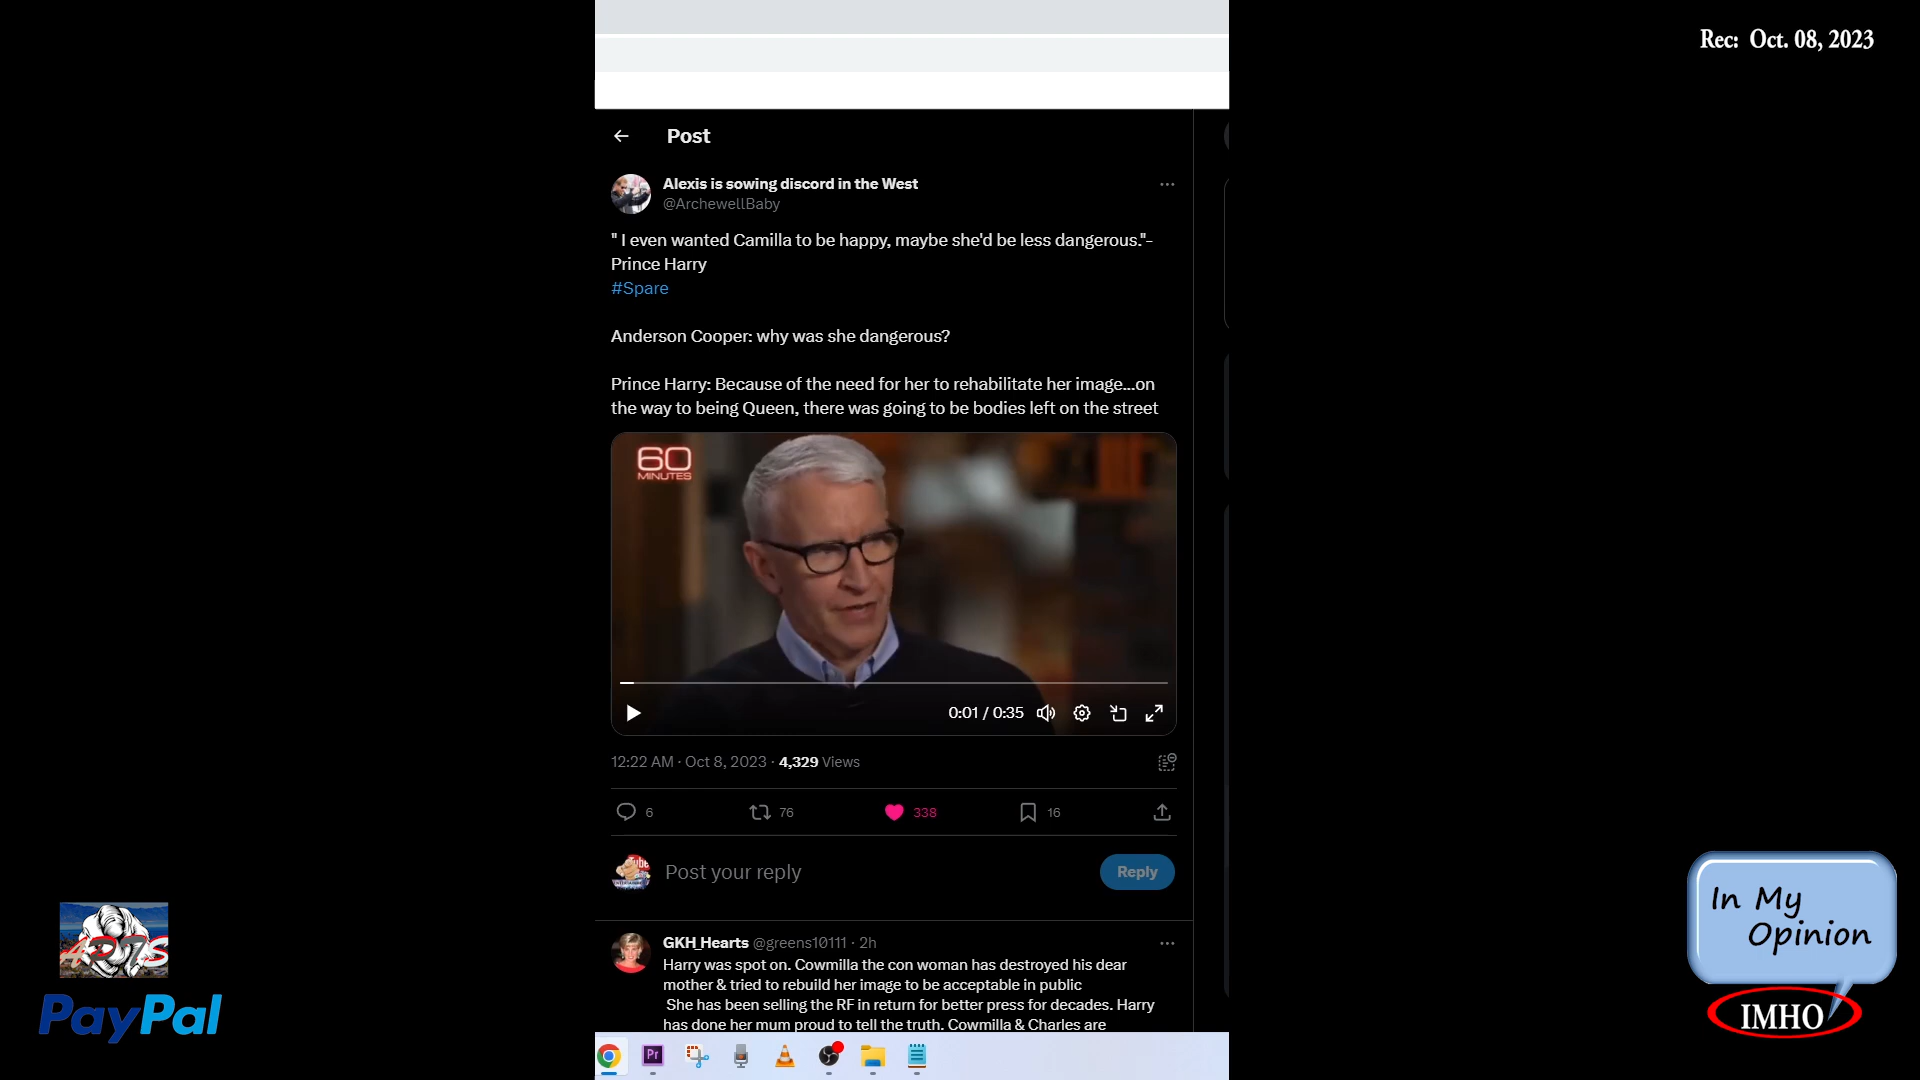 Rec: Oct. 08, 2023
Post
Alexis is sowing discord in the West
@ArchewellBaby
" I even wanted Camilla to be happy, maybe she'd be less dangerous."-
Prince Harry
#Spare
Anderson Cooper: why was she dangerous?
Prince Harry: Because of the need for her to rehabilitate her image...on
the way to being Queen, there was going to be bodies left on the street
60
MINUTES
0:01 / 0:35
12:22 AM · Oct 8, 2023 · 4,329 Views
6 76 338 16
Post your reply
Reply
GKH_Hearts @greens10111 · 2h
Harry was spot on. Cowmilla the con woman has destroyed his dear
mother & tried to rebuild her image to be acceptable in public
She has been selling the RF in return for better press for decades. Harry
has done her mum proud to tell the truth. Cowmilla & Charles are
Pr
PayPal
In My
Opinion
IMHO